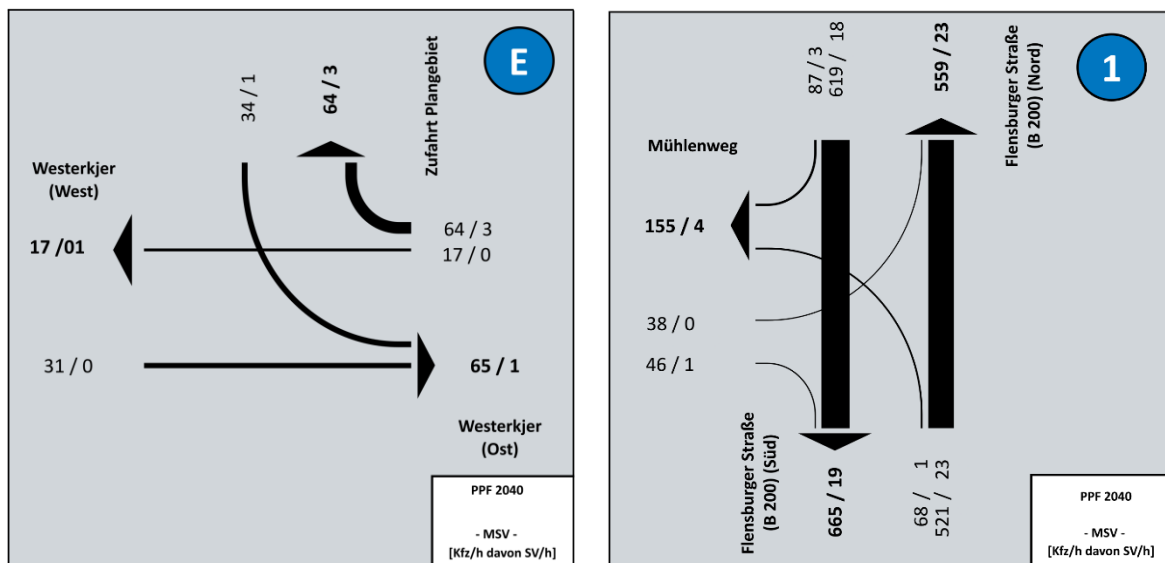 E
34 / 1
64 / 3
Zufahrt Plangebiet
Westerkjer
(West)
17 /01
64 / 3
17 / 0
31 / 0
65 / 1
Westerkjer
(Ost)
PPF 2040
- MSV -
[Kfz/h davon SV/h]
1
87 / 3
619 / 18
559 / 23
Flensburger Straße
(B 200) (Nord)
Mühlenweg
155 / 4
38 / 0
46 / 1
Flensburger Straße
(B 200) (Süd)
665 / 19
68 / 1
521 / 23
PPF 2040
- MSV -
[Kfz/h davon SV/h]